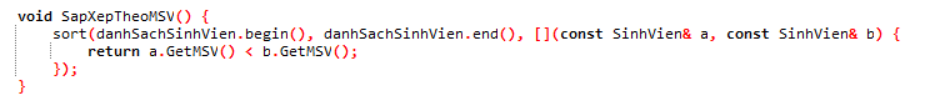 void SapXepTheoMSV() {
    sort(danhSachSinhVien.begin(), danhSachSinhVien.end(), [](const SinhVien& a, const SinhVien& b) {
        return a.GetMSV() < b.GetMSV();
    });
}